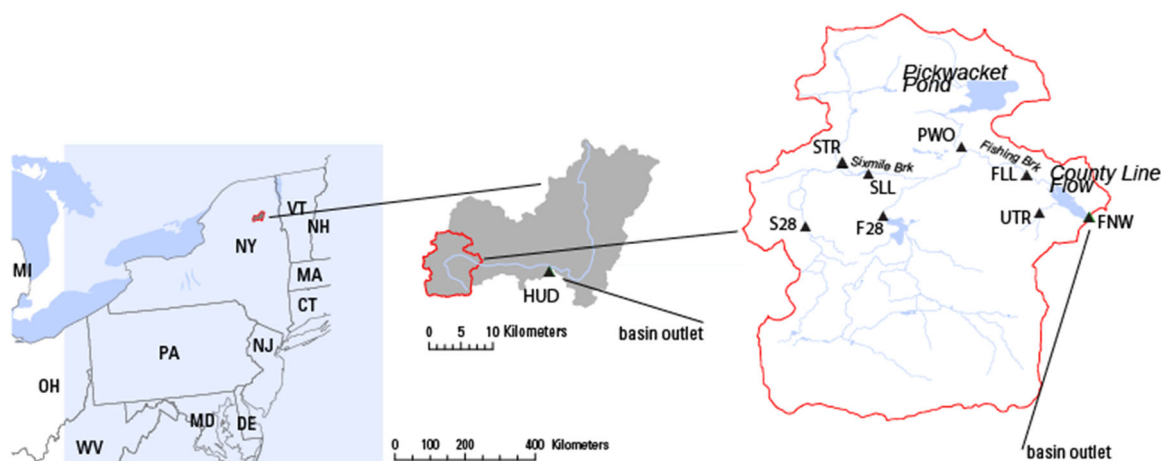 MI
OH
WV
PA
NY
VT
NH
MA
CT
NJ
MD
DE
0 100 200 400 Kilometers
HUD
basin outlet
0 5 10 Kilometers
Pickwacket
Pond
PWO
STR
Sixmile Brk
SLL
Fishing Brk
FLL
County Line
Flow
S28
F28
UTR
FNW
basin outlet